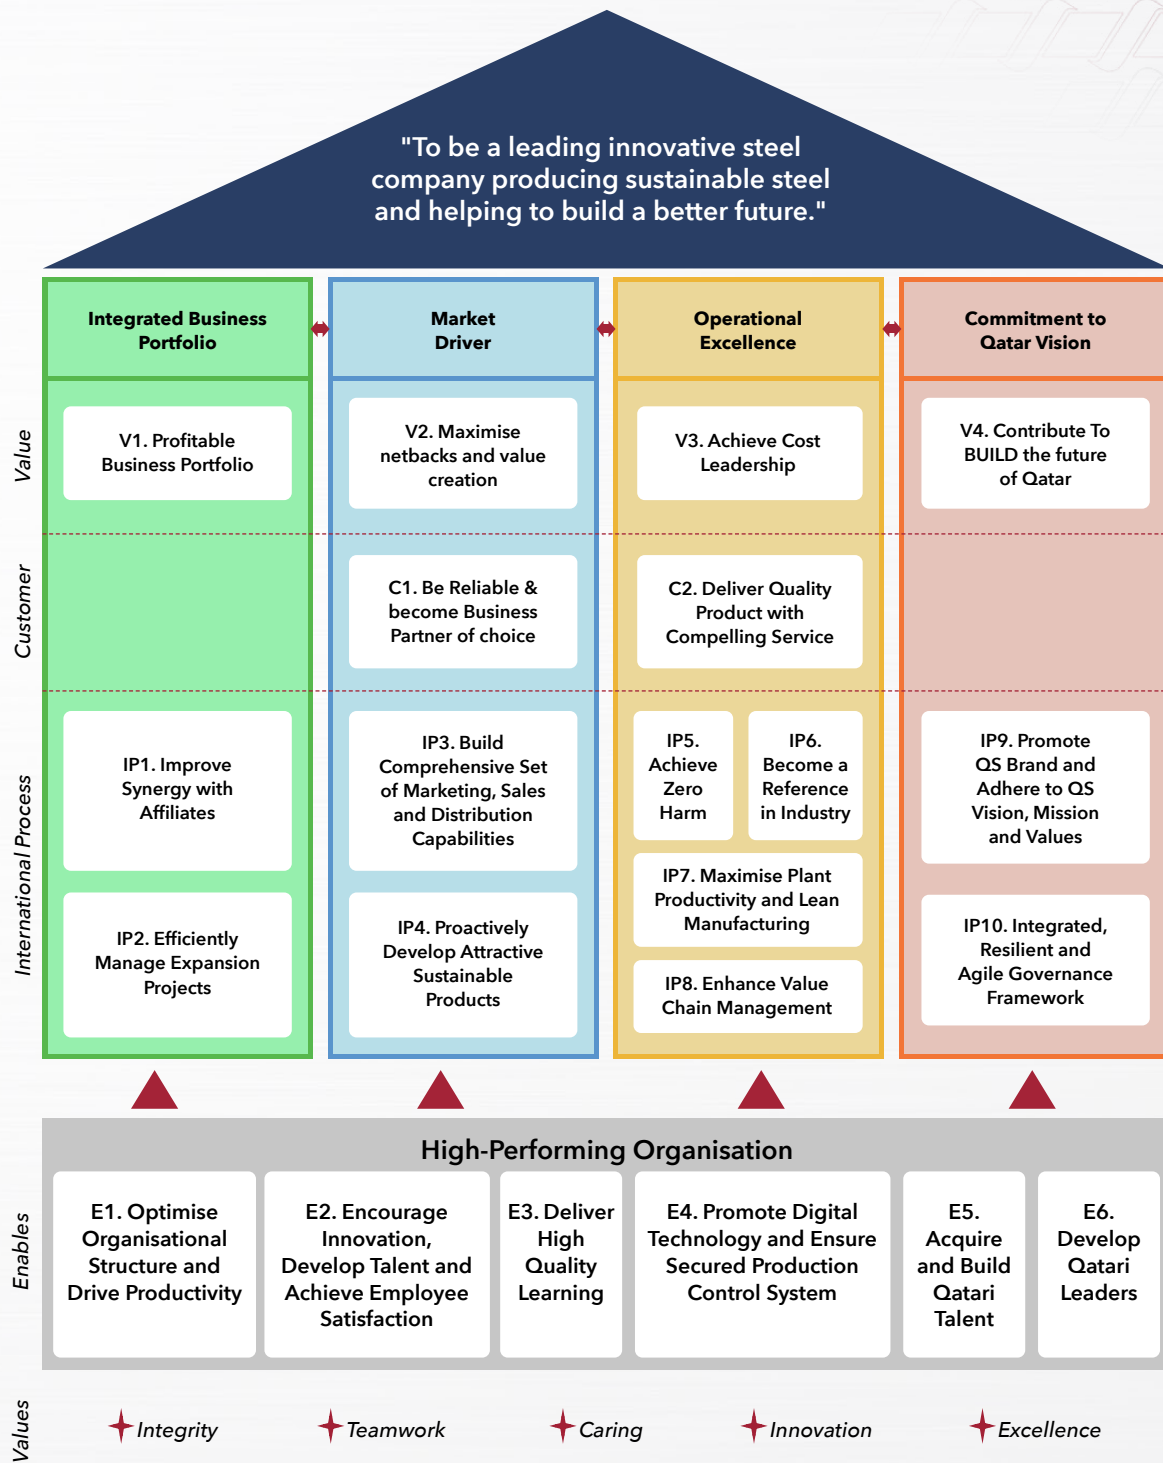 "To be a leading innovative steel
company producing sustainable steel
and helping to build a better future."
Integrated Business
Portfolio
Market
Driver
Operational
Excellence
Commitment to
Qatar Vision
Value
V1. Profitable
Business Portfolio
V2. Maximise
netbacks and value
creation
V3. Achieve Cost
Leadership
V4. Contribute To
BUILD the future
of Qatar
Customer
C1. Be Reliable &
become Business
Partner of choice
C2. Deliver Quality
Product with
Compelling Service
International Process
IP1. Improve
Synergy with
Affiliates
IP2. Efficiently
Manage Expansion
Projects
IP3. Build
Comprehensive Set
of Marketing, Sales
and Distribution
Capabilities
IP4. Proactively
Develop Attractive
Sustainable
Products
IP5.
Achieve
Zero
Harm
IP6.
Become a
Reference
in Industry
IP7. Maximise Plant
Productivity and Lean
Manufacturing
IP8. Enhance Value
Chain Management
IP9. Promote
QS Brand and
Adhere to QS
Vision, Mission
and Values
IP10. Integrated,
Resilient and
Agile Governance
Framework
High-Performing Organisation
Enables
E1. Optimise
Organisational
Structure and
Drive Productivity
E2. Encourage
Innovation,
Develop Talent and
Achieve Employee
Satisfaction
E3. Deliver
High
Quality
Learning
E4. Promote Digital
Technology and Ensure
Secured Production
Control System
E5.
Acquire
and Build
Qatari
Talent
E6.
Develop
Qatari
Leaders
Values
Integrity
Teamwork
Caring
Innovation
Excellence